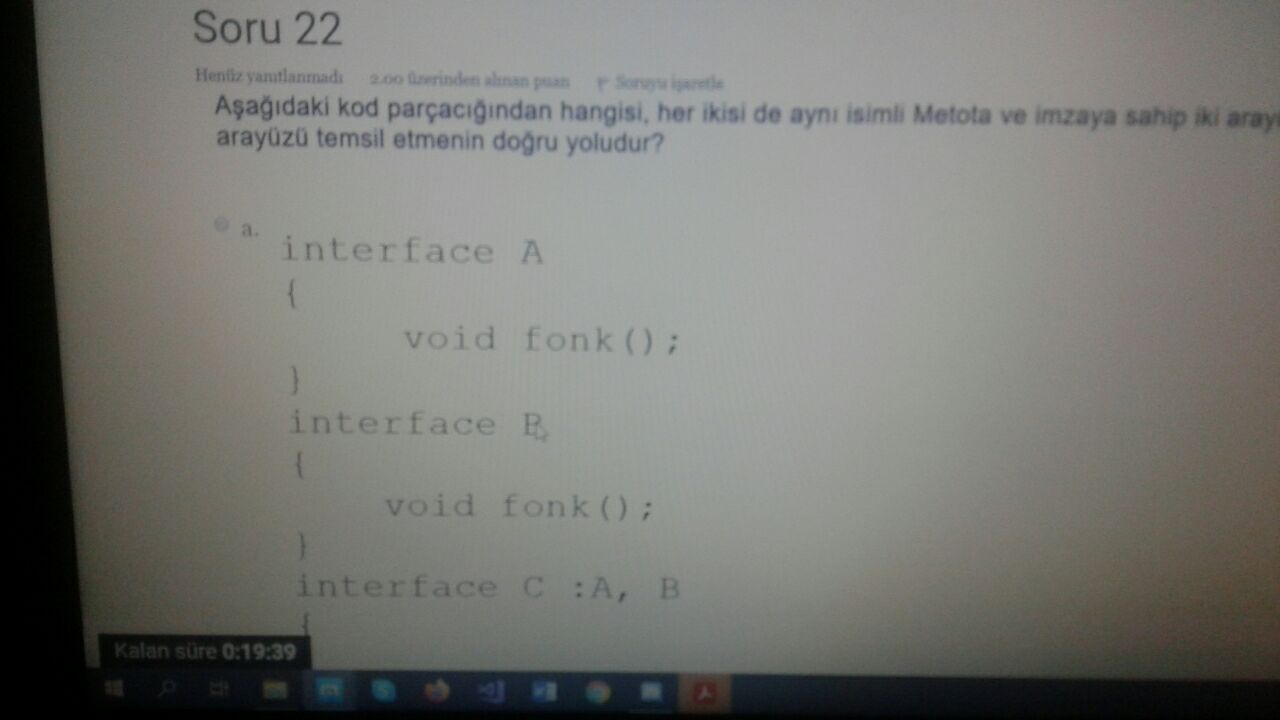 Soru 22
Henüz yanıtlanmadı 2.00 üzerinden alınan puan Soruyu işaretle
Aşağıdaki kod parçacığından hangisi, her ikisi de aynı isimli Metota ve imzaya sahip iki
arayüzü temsil etmenin doğru yoludur?
a.
interface A
{
void fonk();
}
interface B
{
void fonk();
}
interface C :A, B
{
Kalan süre 0:19:39